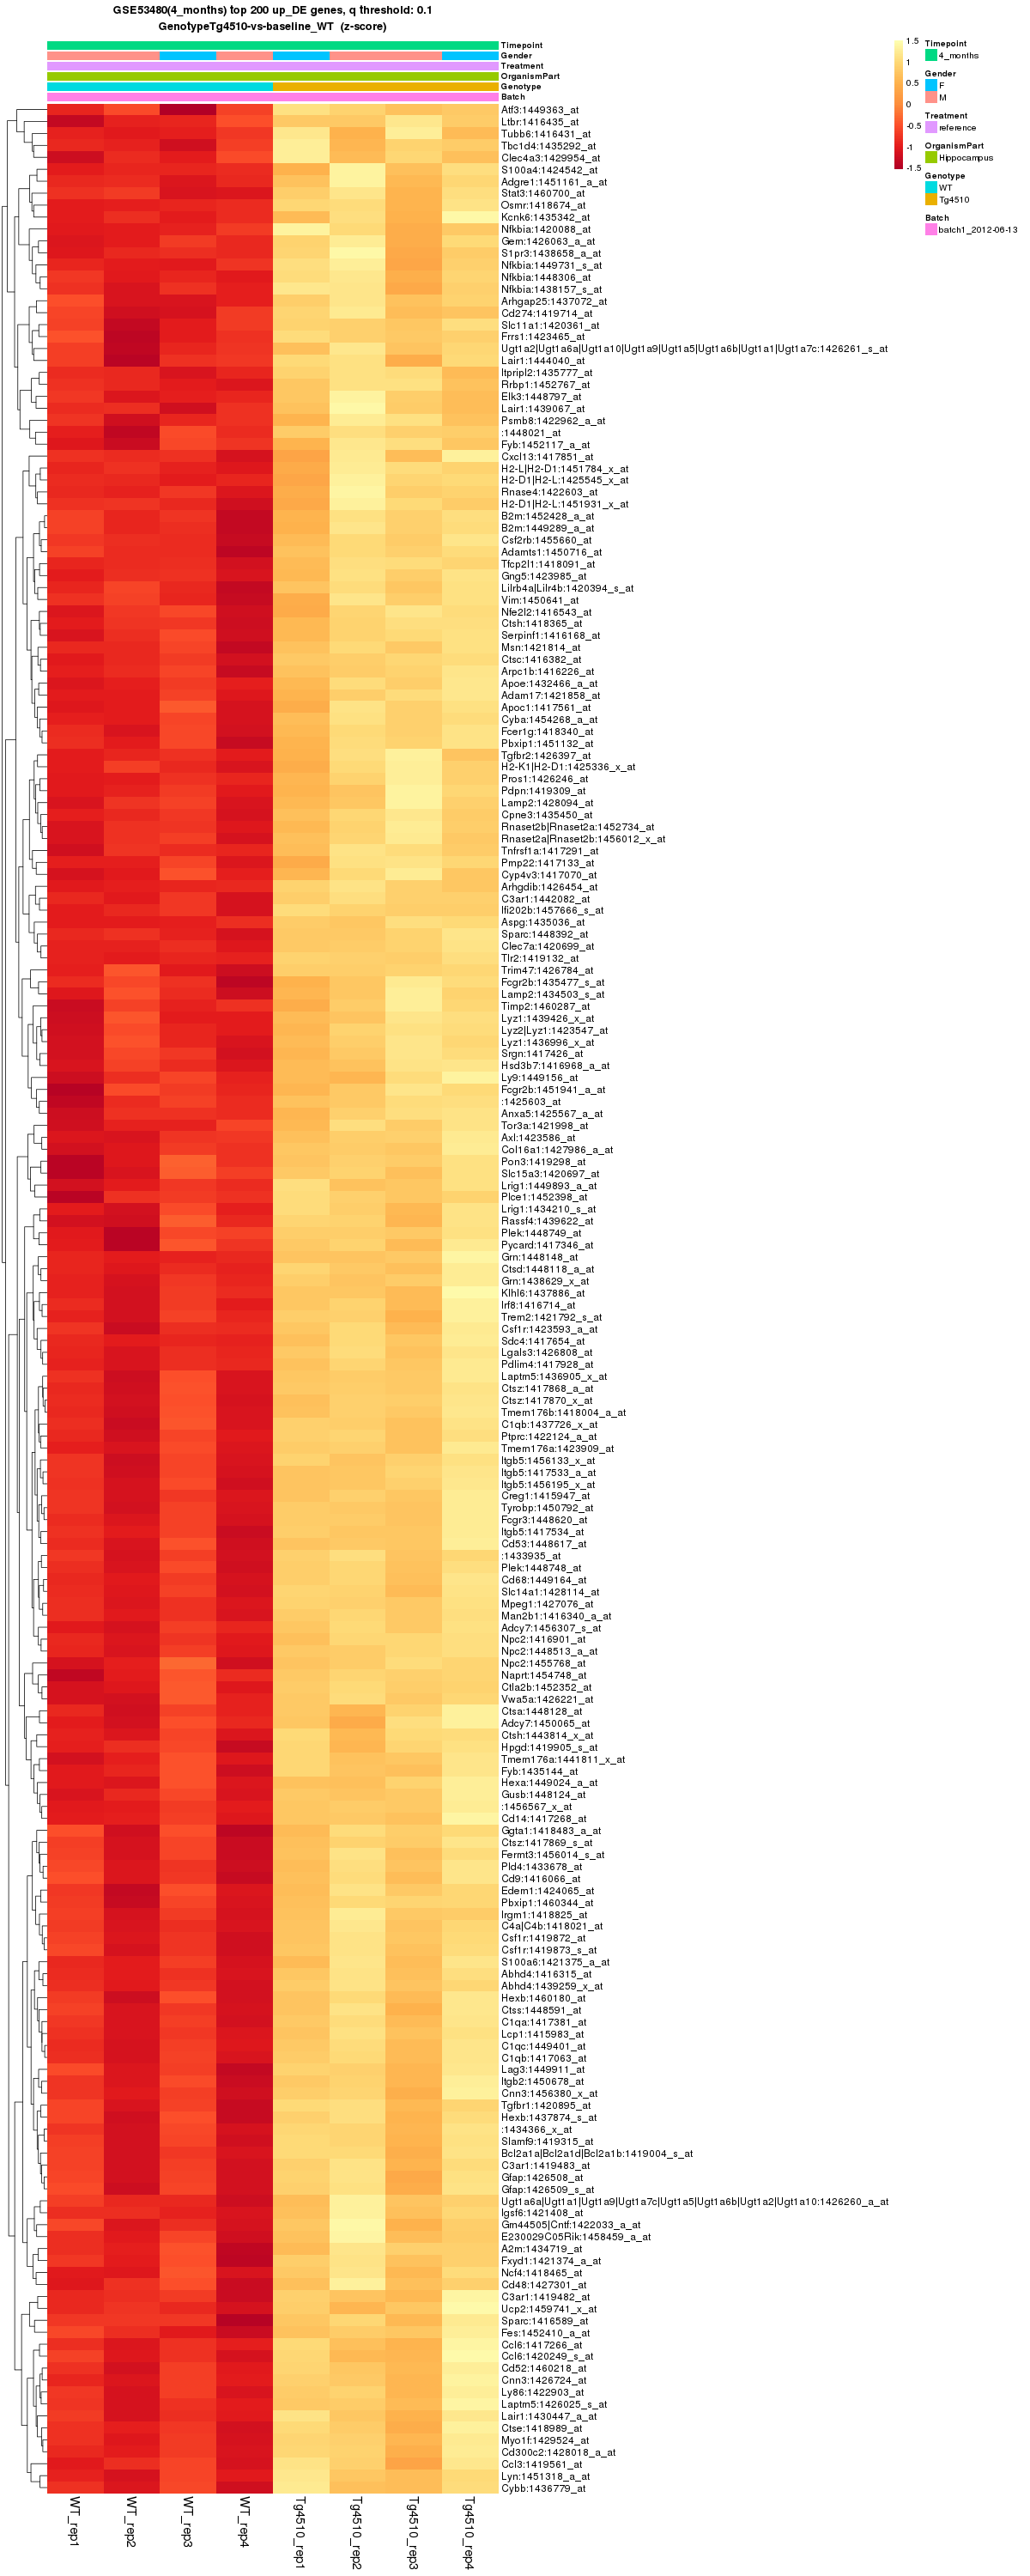 GSE53480(4_months) top 200 up_DE genes, q threshold: 0.1
GenotypeTg4510-vs-baseline_WT (z-score)
Timepoint
Gender
Treatment
OrganismPart
Genotype
Batch
1.5
1
0.5
0
-0.5
-1
-1.5
Timepoint
4_months
Gender
F
M
Treatment
reference
OrganismPart
Hippocampus
Genotype
WT
Tg4510
Batch
batch1_2012-06-13
Atf3:1449363_at
Ltbr:1416435_at
Tubb6:1416431_at
Tbc1d4:1435292_at
Clec4a3:1429954_at
S100a4:1424542_at
Adgre1:1451161_a_at
Stat3:1460700_at
Osmr:1418674_at
Kcnk6:1435342_at
Nfkbia:1420088_at
Gem:1426063_a_at
S1pr3:1438658_a_at
Nfkbia:1449731_s_at
Nfkbia:1448306_at
Nfkbia:1438157_s_at
Arhgap25:1437072_at
Cd274:1419714_at
Slc11a1:1420361_at
Frrs1:1423465_at
Ugt1a2|Ugt1a6a|Ugt1a10|Ugt1a9|Ugt1a5|Ugt1a6b|Ugt1a1|Ugt1a7c:1426261_s_at
Lair1:1444040_at
Itpripl2:1435777_at
Rrbp1:1452767_at
Elk3:1448797_at
Lair1:1439067_at
Psmb8:1422962_a_at
:1448021_at
Fyb:1452117_a_at
Cxcl13:1417851_at
H2-L|H2-D1:1451784_x_at
H2-D1|H2-L:1425545_x_at
Rnase4:1422603_at
H2-D1|H2-L:1451931_x_at
B2m:1452428_a_at
B2m:1449289_a_at
Csf2rb:1455660_at
Adamts1:1450716_at
Tfcp2l1:1418091_at
Gng5:1423985_at
Lilrb4a|Lilr4b:1420394_s_at
Vim:1450641_at
Nfe2l2:1416543_at
Ctsh:1418365_at
Serpinf1:1416168_at
Msn:1421814_at
Ctsc:1416382_at
Arpc1b:1416226_at
Apoe:1432466_a_at
Adam17:1421858_at
Apoc1:1417561_at
Cyba:1454268_a_at
Fcer1g:1418340_at
Pbxip1:1451132_at
Tgfbr2:1426397_at
H2-K1|H2-D1:1425336_x_at
Pros1:1426246_at
Pdpn:1419309_at
Lamp2:1428094_at
Cpne3:1435450_at
Rnaset2b|Rnaset2a:1452734_at
Rnaset2a|Rnaset2b:1456012_x_at
Tnfrsf1a:1417291_at
Pmp22:1417133_at
Cyp4v3:1417070_at
Arhgdib:1426454_at
C3ar1:1442082_at
Ifi202b:1457666_s_at
Aspg:1435036_at
Sparc:1448392_at
Clec7a:1420699_at
Tlr2:1419132_at
Trim47:1426784_at
Fcgr2b:1435477_s_at
Lamp2:1434503_s_at
Timp2:1460287_at
Lyz1:1439426_x_at
Lyz2|Lyz1:1423547_at
Lyz1:1436996_x_at
Srgn:1417426_at
Hsd3b7:1416968_a_at
Ly9:1449156_at
Fcgr2b:1451941_a_at
:1425603_at
Anxa5:1425567_a_at
Tor3a:1421998_at
Axl:1423586_at
Col16a1:1427986_a_at
Pon3:1419298_at
Slc15a3:1420697_at
Lrig1:1449893_a_at
Plce1:1452398_at
Lrig1:1434210_s_at
Rassf4:1439622_at
Plek:1448749_at
Pycard:1417346_at
Grn:1448148_at
Ctsd:1448118_a_at
Grn:1438629_x_at
Klhl6:1437886_at
Irf8:1416714_at
Trem2:1421792_s_at
Csf1r:1423593_a_at
Sdc4:1417654_at
Lgals3:1426808_at
Pdlim4:1417928_at
Laptm5:1436905_x_at
Ctsz:1417868_a_at
Ctsz:1417870_x_at
Tmem176b:1418004_a_at
C1qb:1437726_x_at
Ptprc:1422124_a_at
Tmem176a:1423909_at
Itgb5:1456133_x_at
Itgb5:1417533_a_at
Itgb5:1456195_x_at
Creg1:1415947_at
Tyrobp:1450792_at
Fcgr3:1448620_at
Itgb5:1417534_at
Cd53:1448617_at
:1433935_at
Plek:1448748_at
Cd68:1449164_at
Slc14a1:1428114_at
Mpeg1:1427076_at
Man2b1:1416340_a_at
Adcy7:1456307_s_at
Npc2:1416901_at
Npc2:1448513_a_at
Npc2:1455768_at
Naprt:1454748_at
Ctla2b:1452352_at
Vwa5a:1426221_at
Ctsa:1448128_at
Adcy7:1450065_at
Ctsh:1443814_x_at
Hpgd:1419905_s_at
Tmem176a:1441811_x_at
Fyb:1435144_at
Hexa:1449024_a_at
Gusb:1448124_at
:1456567_x_at
Cd14:1417268_at
Ggta1:1418483_a_at
Ctsz:1417869_s_at
Fermt3:1456014_s_at
Pld4:1433678_at
Cd9:1416066_at
Edem1:1424065_at
Pbxip1:1460344_at
Irgm1:1418825_at
C4a|C4b:1418021_at
Csf1r:1419872_at
Csf1r:1419873_s_at
S100a6:1421375_a_at
Abhd4:1416315_at
Abhd4:1439259_x_at
Hexb:1460180_at
Ctss:1448591_at
C1qa:1417381_at
Lcp1:1415983_at
C1qc:1449401_at
C1qb:1417063_at
Lag3:1449911_at
Itgb2:1450678_at
Cnn3:1456380_x_at
Tgfbr1:1420895_at
Hexb:1437874_s_at
:1434366_x_at
Slamf9:1419315_at
Bcl2a1a|Bcl2a1d|Bcl2a1b:1419004_s_at
C3ar1:1419483_at
Gfap:1426508_at
Gfap:1426509_s_at
Ugt1a6a|Ugt1a1|Ugt1a9|Ugt1a7c|Ugt1a5|Ugt1a6b|Ugt1a2|Ugt1a10:1426260_a_at
Igsf6:1421408_at
Gm44505|Cntf:1422033_a_at
E230029C05Rik:1458459_a_at
A2m:1434719_at
Fxyd1:1421374_a_at
Ncf4:1418465_at
Cd48:1427301_at
C3ar1:1419482_at
Ucp2:1459741_x_at
Sparc:1416589_at
Fes:1452410_a_at
Ccl6:1417266_at
Ccl6:1420249_s_at
Cd52:1460218_at
Cnn3:1426724_at
Ly86:1422903_at
Laptm5:1426025_s_at
Lair1:1430447_a_at
Ctse:1418989_at
Myo1f:1429524_at
Cd300c2:1428018_a_at
Ccl3:1419561_at
Lyn:1451318_a_at
Cybb:1436779_at
WT_rep1
WT_rep2
WT_rep3
WT_rep4
Tg4510_rep1
Tg4510_rep2
Tg4510_rep3
Tg4510_rep4